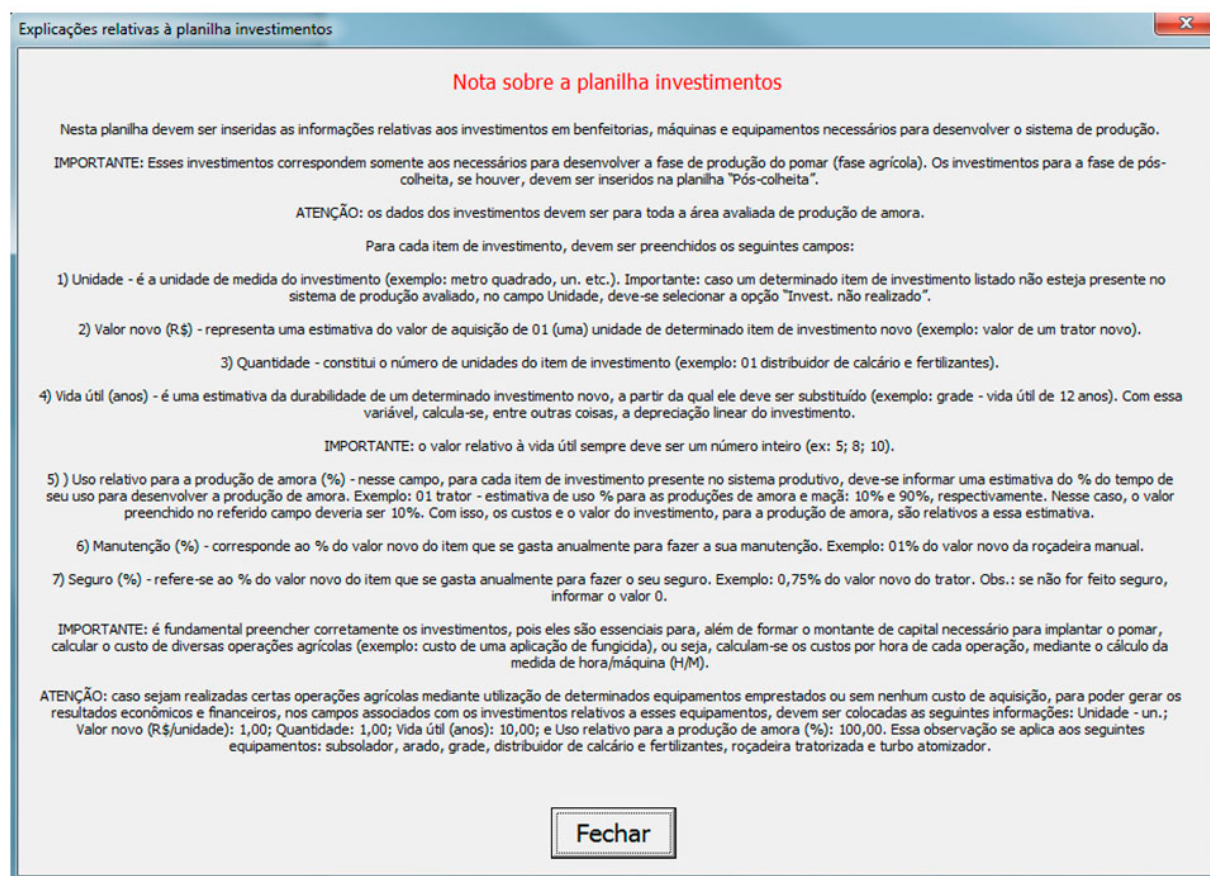 Explicações relativas à planilha investimentos
Nota sobre a planilha investimentos
Nesta planilha devem ser inseridas as informações relativas aos investimentos em benfeitorias, máquinas e equipamentos necessários para desenvolver o sistema de produção.
IMPORTANTE: Esses investimentos correspondem somente aos necessários para desenvolver a fase de produção do pomar (fase agrícola). Os investimentos para a fase de pós-
colheita, se houver, devem ser inseridos na planilha "Pós-colheita".
ATENÇÃO: os dados dos investimentos devem ser para toda a área avaliada de produção de amora.
Para cada item de investimento, devem ser preenchidos os seguintes campos:
1) Unidade - é a unidade de medida do investimento (exemplo: metro quadrado, un. etc.). Importante: caso um determinado item de investimento listado não esteja presente no
sistema de produção avaliado, no campo Unidade, deve-se selecionar a opção "Invest. não realizado".
2) Valor novo (R$) - representa uma estimativa do valor de aquisição de 01 (uma) unidade de determinado item de investimento novo (exemplo: valor de um trator novo).
3) Quantidade - constitui o número de unidades do item de investimento (exemplo: 01 distribuidor de calcário e fertilizantes).
4) Vida útil (anos) - é uma estimativa da durabilidade de um determinado investimento novo, a partir da qual ele deve ser substituído (exemplo: grade - vida útil de 12 anos). Com essa
variável, calcula-se, entre outras coisas, a depreciação linear do investimento.
IMPORTANTE: o valor relativo à vida útil sempre deve ser um número inteiro (ex: 5; 8; 10).
5) ) Uso relativo para a produção de amora (%) - nesse campo, para cada item de investimento presente no sistema produtivo, deve-se informar uma estimativa do % do tempo de
seu uso para desenvolver a produção de amora. Exemplo: 01 trator - estimativa de uso % para as produções de amora e maçã: 10% e 90%, respectivamente. Nesse caso, o valor
preenchido no referido campo deveria ser 10%. Com isso, os custos e o valor do investimento, para a produção de amora, são relativos a essa estimativa.
6) Manutenção (%) - corresponde ao % do valor novo do item que se gasta anualmente para fazer a sua manutenção. Exemplo: 01% do valor novo da roçadeira manual.
7) Seguro (%) - refere-se ao % do valor novo do item que se gasta anualmente para fazer o seu seguro. Exemplo: 0,75% do valor novo do trator. Obs.: se não for feito seguro,
informar o valor 0.
IMPORTANTE: é fundamental preencher corretamente os investimentos, pois eles são essenciais para, além de formar o montante de capital necessário para implantar o pomar,
calcular o custo de diversas operações agrícolas (exemplo: custo de uma aplicação de fungicida), ou seja, calculam-se os custos por hora de cada operação, mediante o cálculo da
medida de hora/máquina (H/M).
ATENÇÃO: caso sejam realizadas certas operações agrícolas mediante utilização de determinados equipamentos emprestados ou sem nenhum custo de aquisição, para poder gerar os
resultados econômicos e financeiros, nos campos associados com os investimentos relativos a esses equipamentos, devem ser colocadas as seguintes informações: Unidade - un.;
Valor novo (R$/unidade): 1,00; Quantidade: 1,00; Vida útil (anos): 10,00; e Uso relativo para a produção de amora (%): 100,00. Essa observação se aplica aos seguintes
equipamentos: subsolador, arado, grade, distribuidor de calcário e fertilizantes, roçadeira tratorizada e turbo atomizador.
Fechar